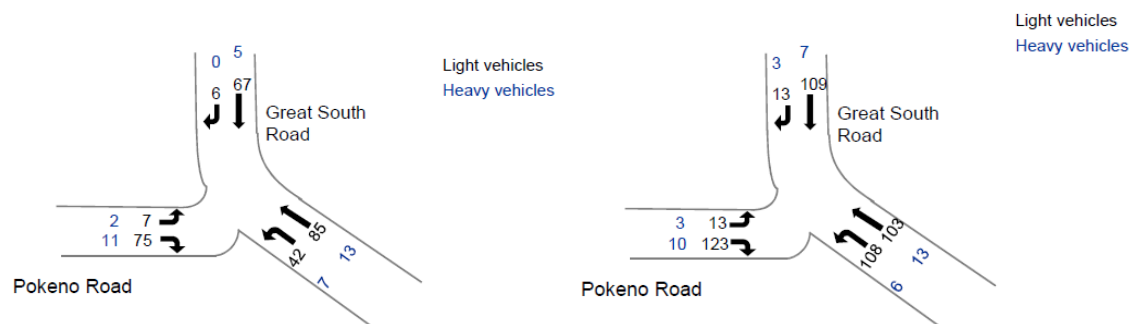 0 5
6 67
Light vehicles
Heavy vehicles
Great South
Road
2 7
11 75
85
42
13
7
Pokeno Road
Light vehicles
Heavy vehicles
3 7
13 109
Great South
Road
3 13
10 123
103
108
13
6
Pokeno Road